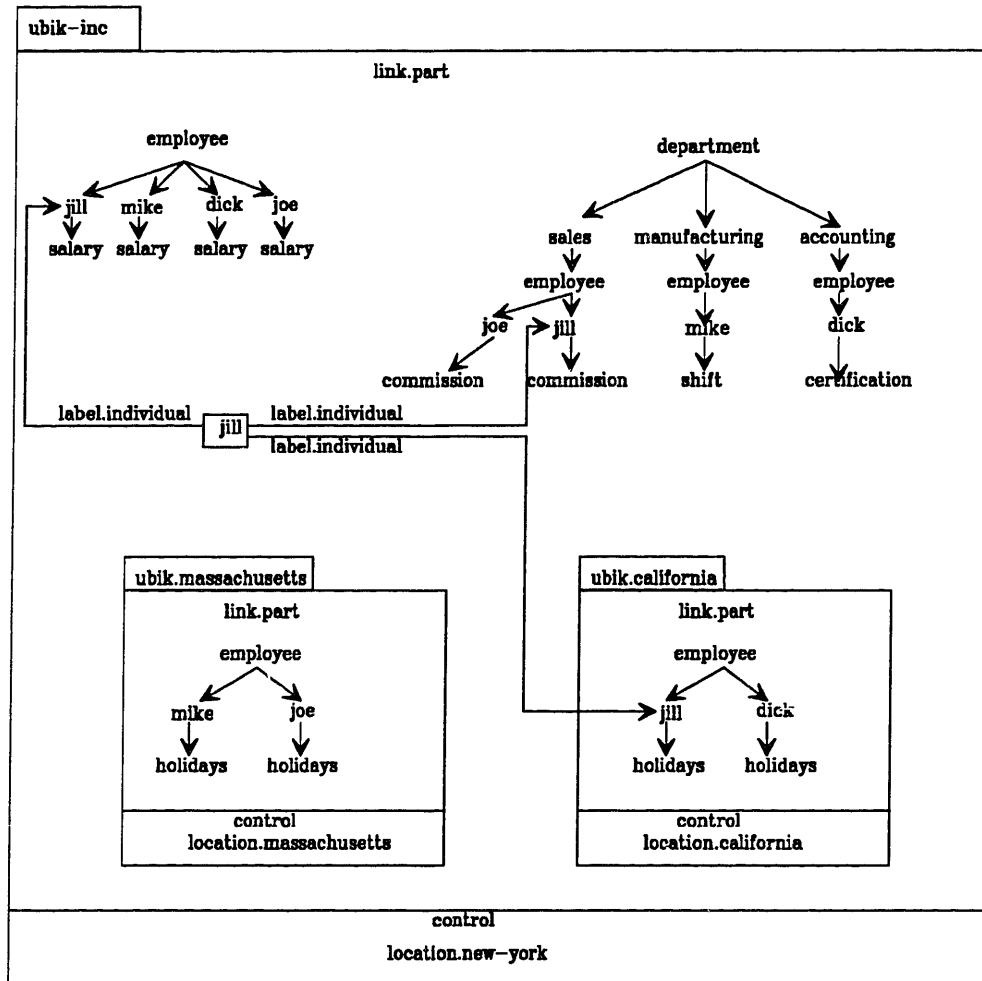 ubik-inc
link.part
employee
department
jill mike dick joe
salary salary salary salary
sales manufacturing accounting
employee employee employee
joe jill mike dick
commission commission shift certification
label.individual label.individual
jill
label.individual
ubik.massachusetts
link.part
employee
mike joe
holidays holidays
control
location.massachusetts
ubik.california
link.part
employee
jill dick
holidays holidays
control
location.california
control
location.new-york